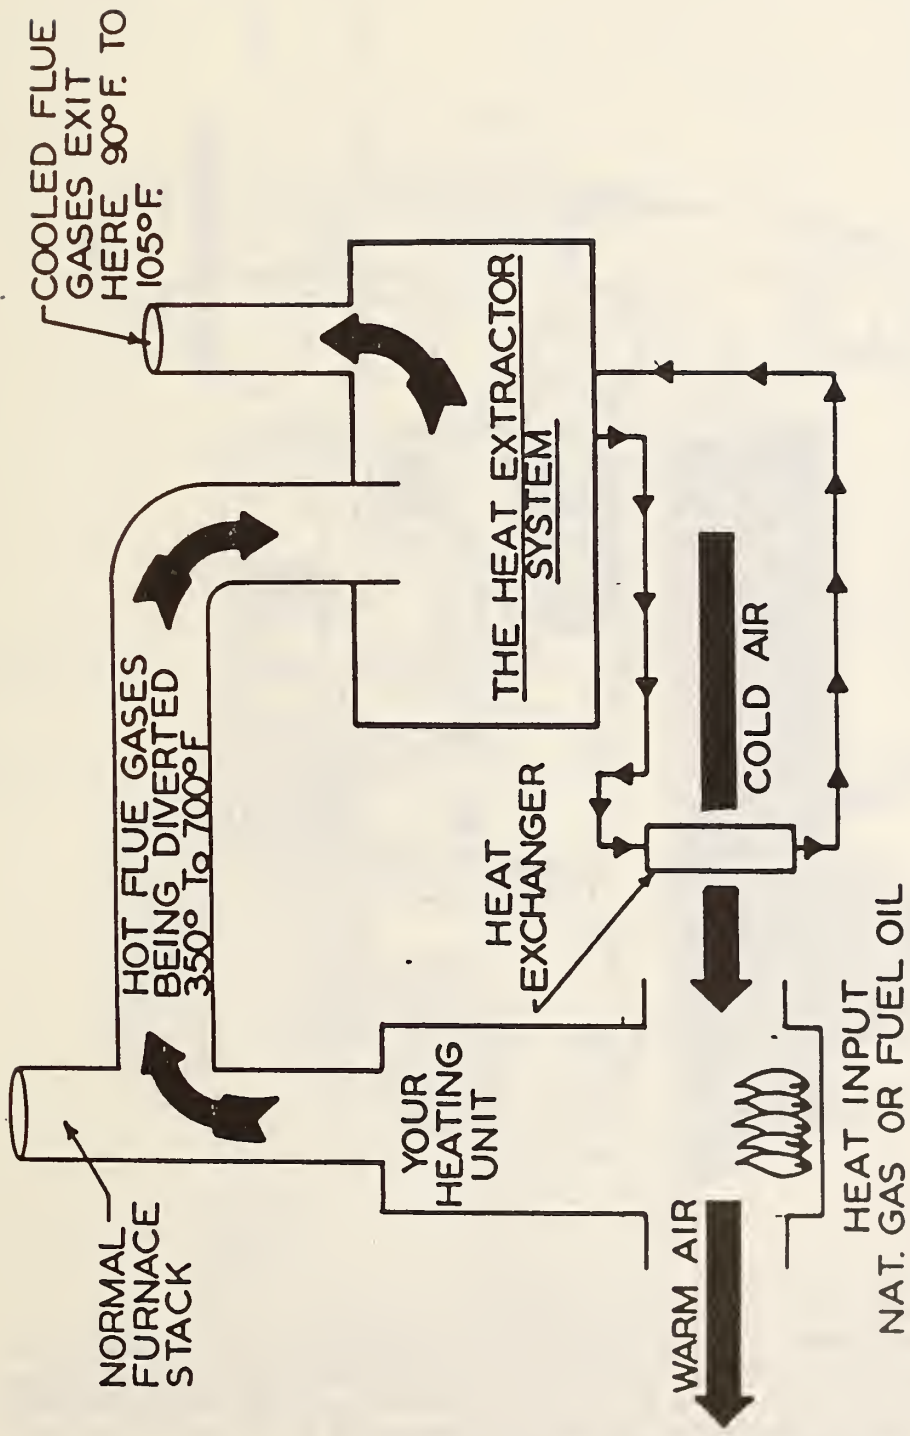 NORMAL
FURNACE
STACK
HOT FLUE GASES
BEING DIVERTED
350° To 700°F
COOLED FLUE
GASES EXIT
HERE 90°F. TO
105°F.
YOUR
HEATING
UNIT
HEAT
EXCHANGER
THE HEAT EXTRACTOR
SYSTEM
WARM AIR
COLD AIR
HEAT INPUT
NAT. GAS OR FUEL OIL